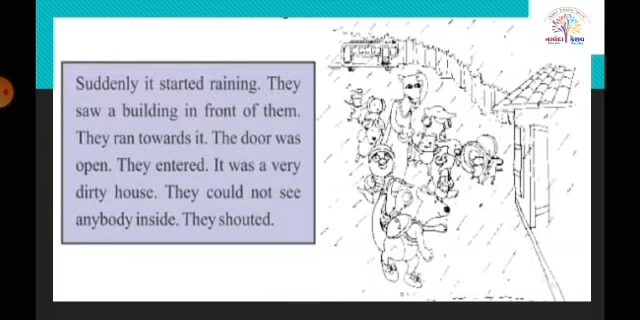 Suddenly it started raining. They
saw a building in front of them.
They ran towards it. The door was
open. They entered. It was a very
dirty house. They could not see
anybody inside. They shouted.